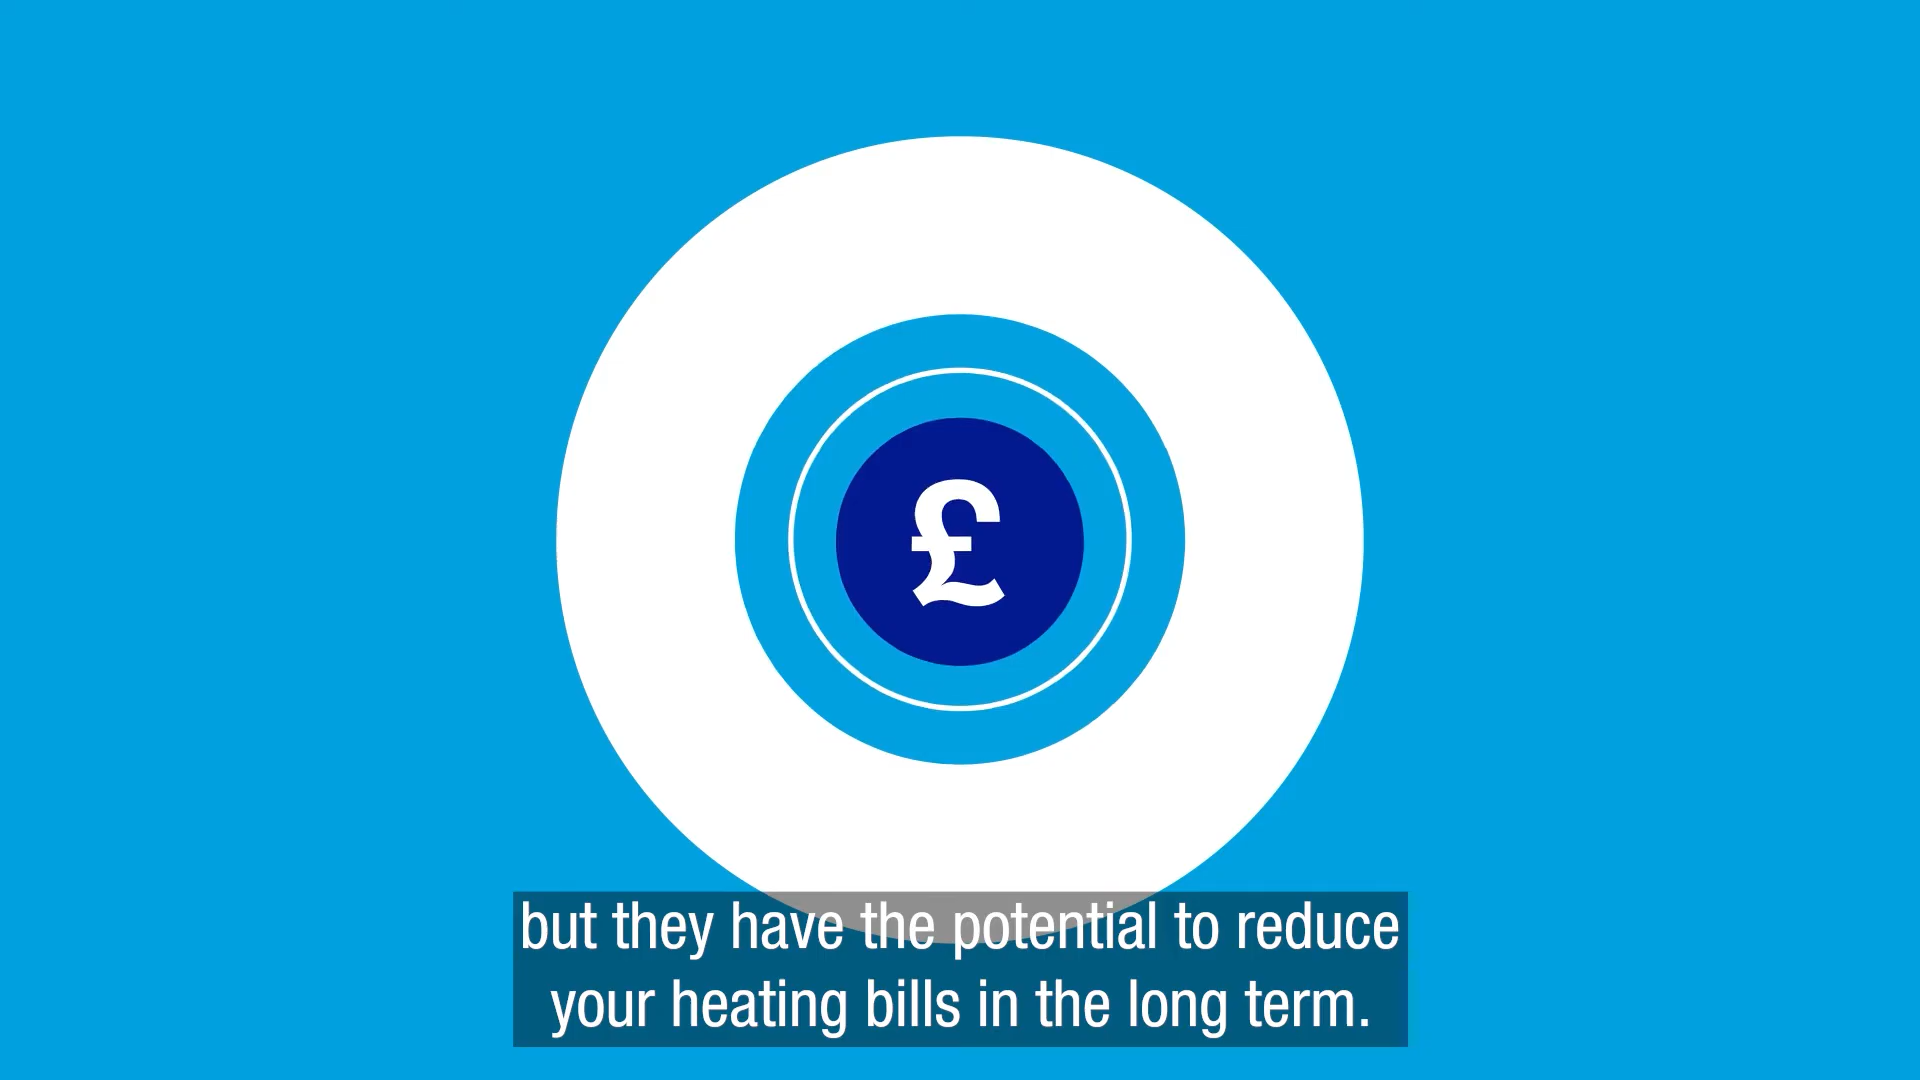 £
but they have the potential to reduce
your heating bills in the long term.